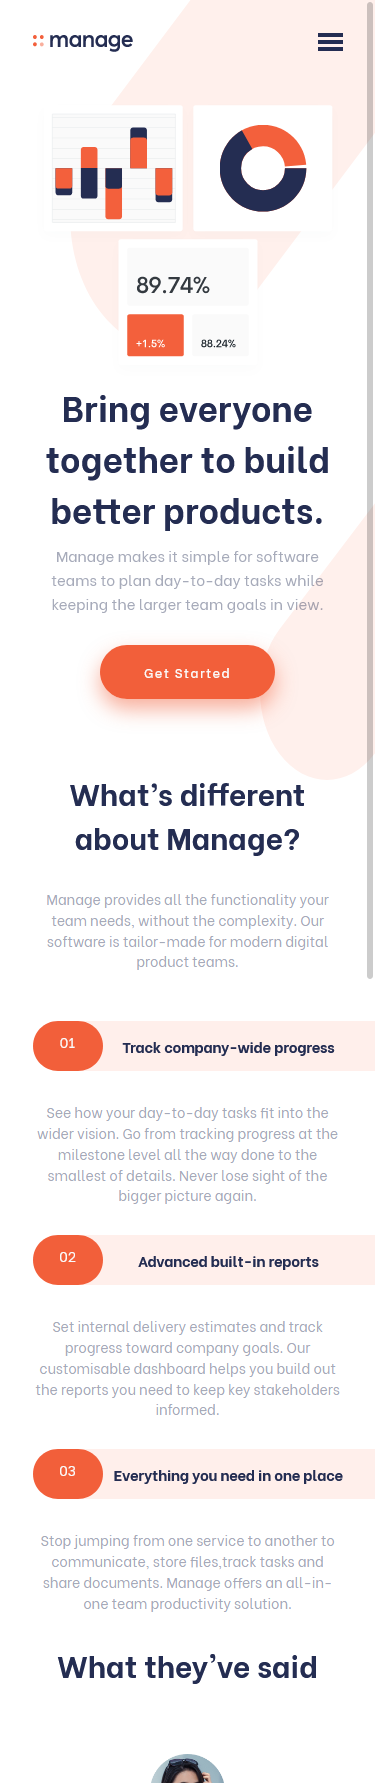 manage
89.74%
+1.5%
88.24%
Bring everyone
together to build
better products.
Manage makes it simple for software
teams to plan day-to-day tasks while
keeping the larger team goals in view.
Get Started
What's different
about Manage?
Manage provides all the functionality your
team needs, without the complexity. Our
software is tailor-made for modern digital
product teams.
01
Track company-wide progress
See how your day-to-day tasks fit into the
wider vision. Go from tracking progress at the
milestone level all the way done to the
smallest of details. Never lose sight of the
bigger picture again.
02
Advanced built-in reports
Set internal delivery estimates and track
progress toward company goals. Our
customisable dashboard helps you build out
the reports you need to keep key stakeholders
informed.
03
Everything you need in one place
Stop jumping from one service to another to
communicate, store files,track tasks and
share documents. Manage offers an all-in-
one team productivity solution.
What they've said